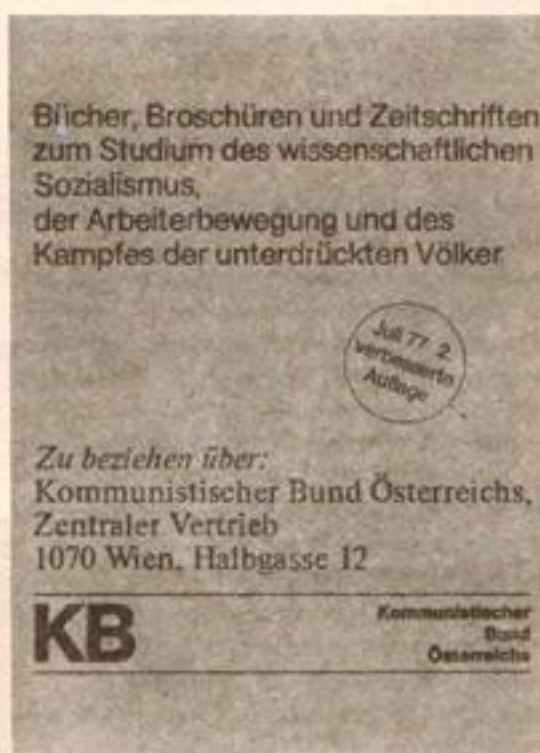 Bücher, Broschüren und Zeitschriften
zum Studium des wissenschaftlichen
Sozialismus,
der Arbeiterbewegung und des
Kampfes der unterdrückten Völker
Juli 77 2.
verbesserte
Auflage
Zu beziehen über:
Kommunistischer Bund Österreichs,
Zentraler Vertrieb
1070 Wien, Halbgasse 12
KB
Kommunistischer
Bund
Österreichs